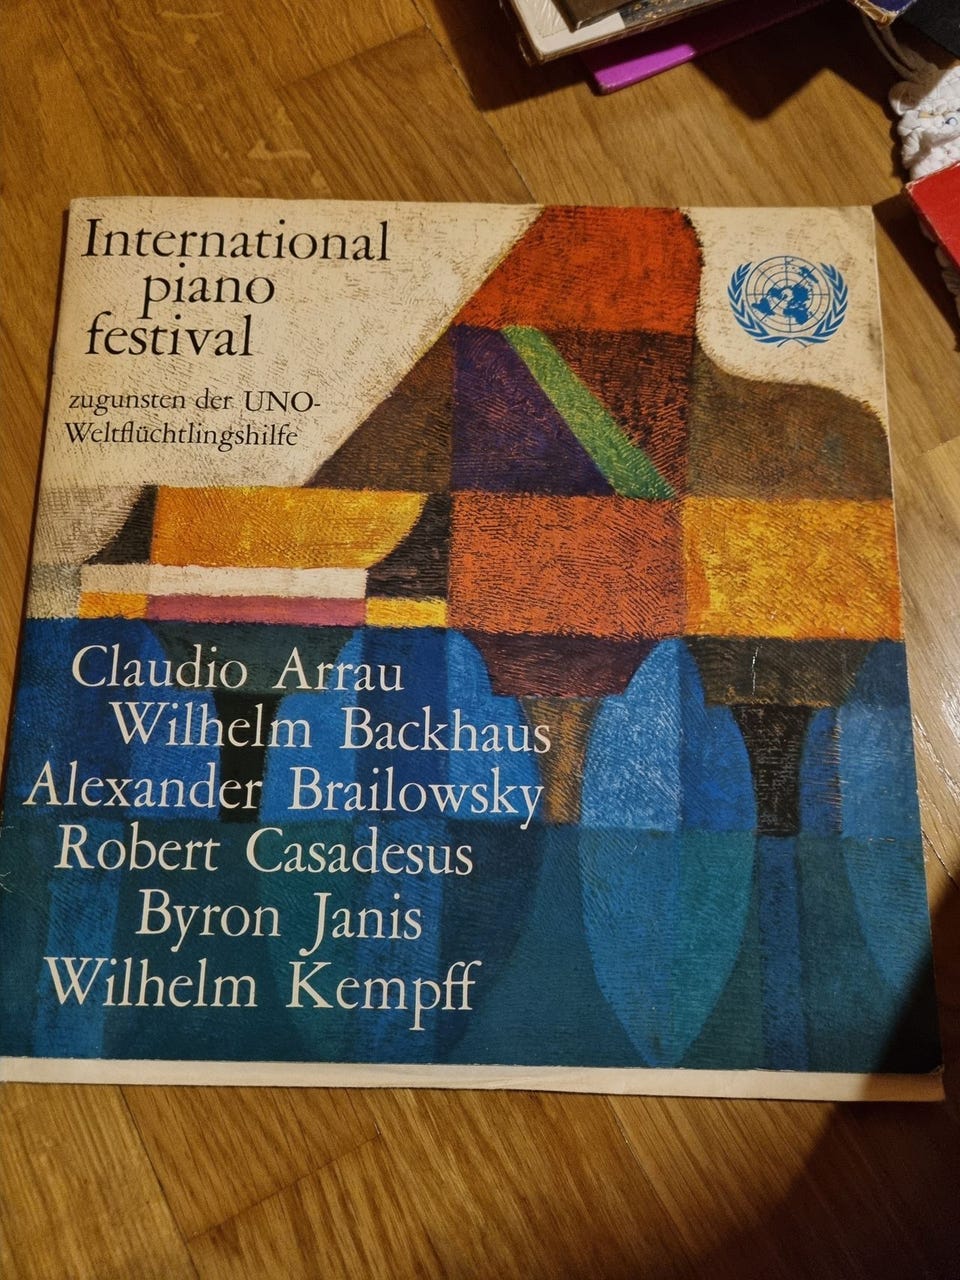 International
piano
festival
zugunsten der UNO-
Weltflüchtlingshilfe
Claudio Arrau
Wilhelm Backhaus
Alexander Brailowsky
Robert Casadesus
Byron Janis
Wilhelm Kempff